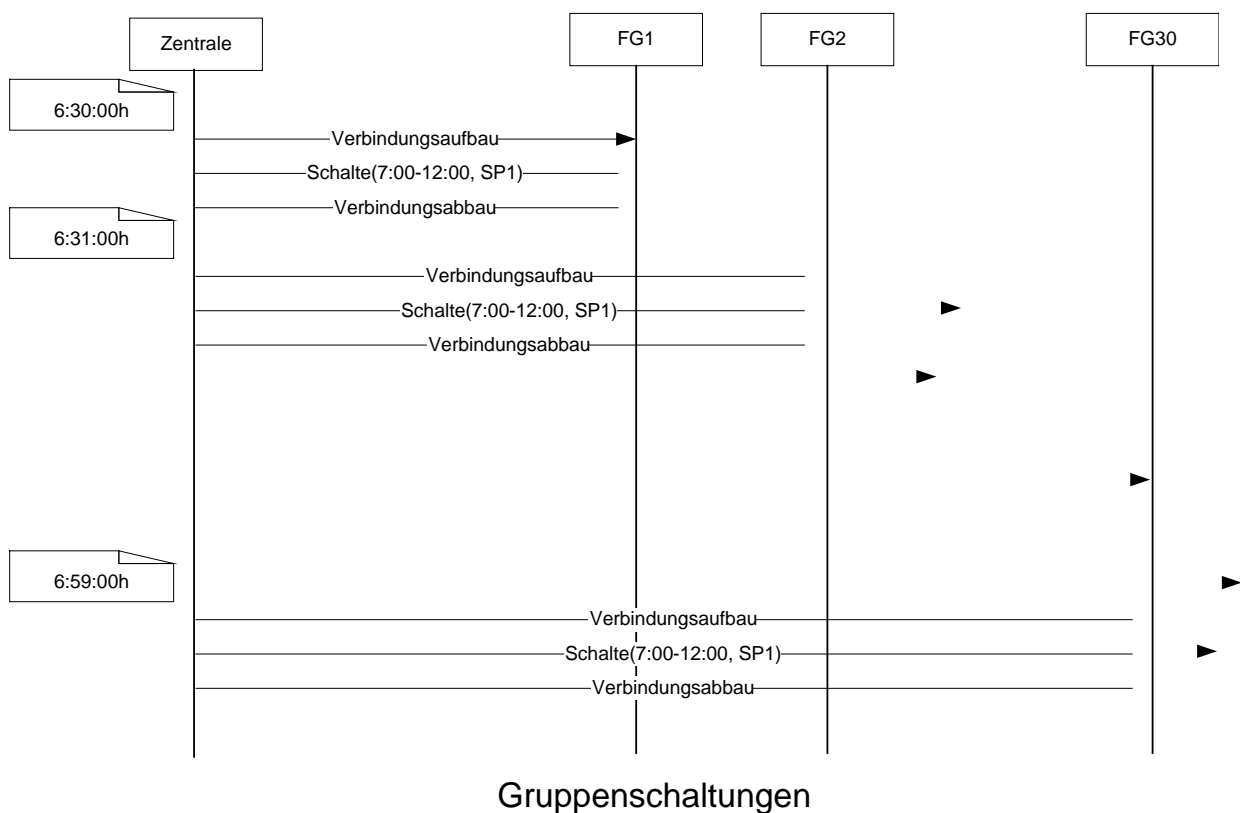 Zentrale
FG1
FG2
FG30
6:30:00h
Verbindungsaufbau
Schalte(7:00-12:00, SP1)
Verbindungsabbau
6:31:00h
Verbindungsaufbau
Schalte(7:00-12:00, SP1)
Verbindungsabbau
6:59:00h
Verbindungsaufbau
Schalte(7:00-12:00, SP1)
Verbindungsabbau
Gruppenschaltungen